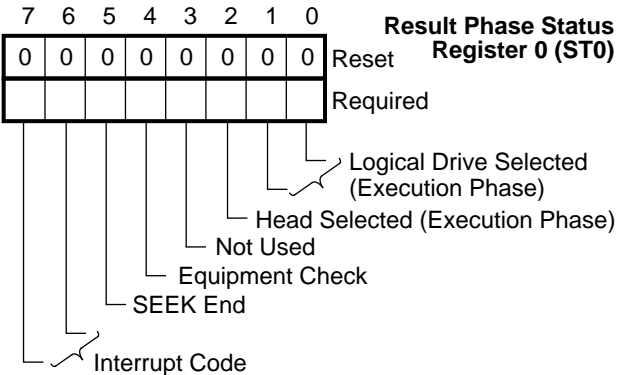 7 6 5 4 3 2 1 0
Result Phase Status
Register 0 (ST0)
0 0 0 0 0 0 0 0 Reset
Required
Logical Drive Selected
(Execution Phase)
Head Selected (Execution Phase)
Not Used
Equipment Check
SEEK End
Interrupt Code